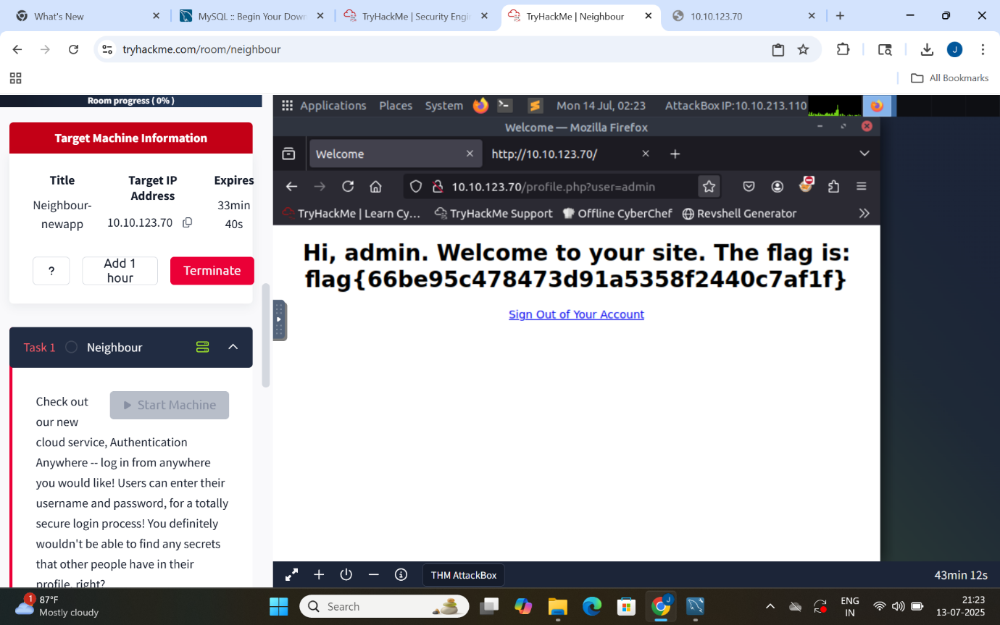 What's New
MySQL :: Begin Your Down
TryHackMe | Security Engin
TryHackMe | Neighbour
10.10.123.70
tryhackme.com/room/neighbour
All Bookmarks
Room progress ( 0% )
Target Machine Information
Title
Target IP Address
Expires
Neighbour-newapp
10.10.123.70
33min 40s
?
Add 1 hour
Terminate
Task 1
Neighbour
Start Machine
Check out
our new
cloud service, Authentication
Anywhere -- log in from anywhere
you would like! Users can enter their
username and password, for a totally
secure login process! You definitely
wouldn't be able to find any secrets
that other people have in their
profile, right?
Applications Places System
Mon 14 Jul, 02:23
AttackBox IP:10.10.213.110
Welcome — Mozilla Firefox
Welcome
http://10.10.123.70/
10.10.123.70/profile.php?user=admin
TryHackMe | Learn Cy...
TryHackMe Support
Offline CyberChef
Revshell Generator
Hi, admin. Welcome to your site. The flag is:
flag{66be95c478473d91a5358f2440c7af1f}
Sign Out of Your Account
THM AttackBox
43min 12s
1
87°F
Mostly cloudy
Search
ENG
IN
21:23
13-07-2025